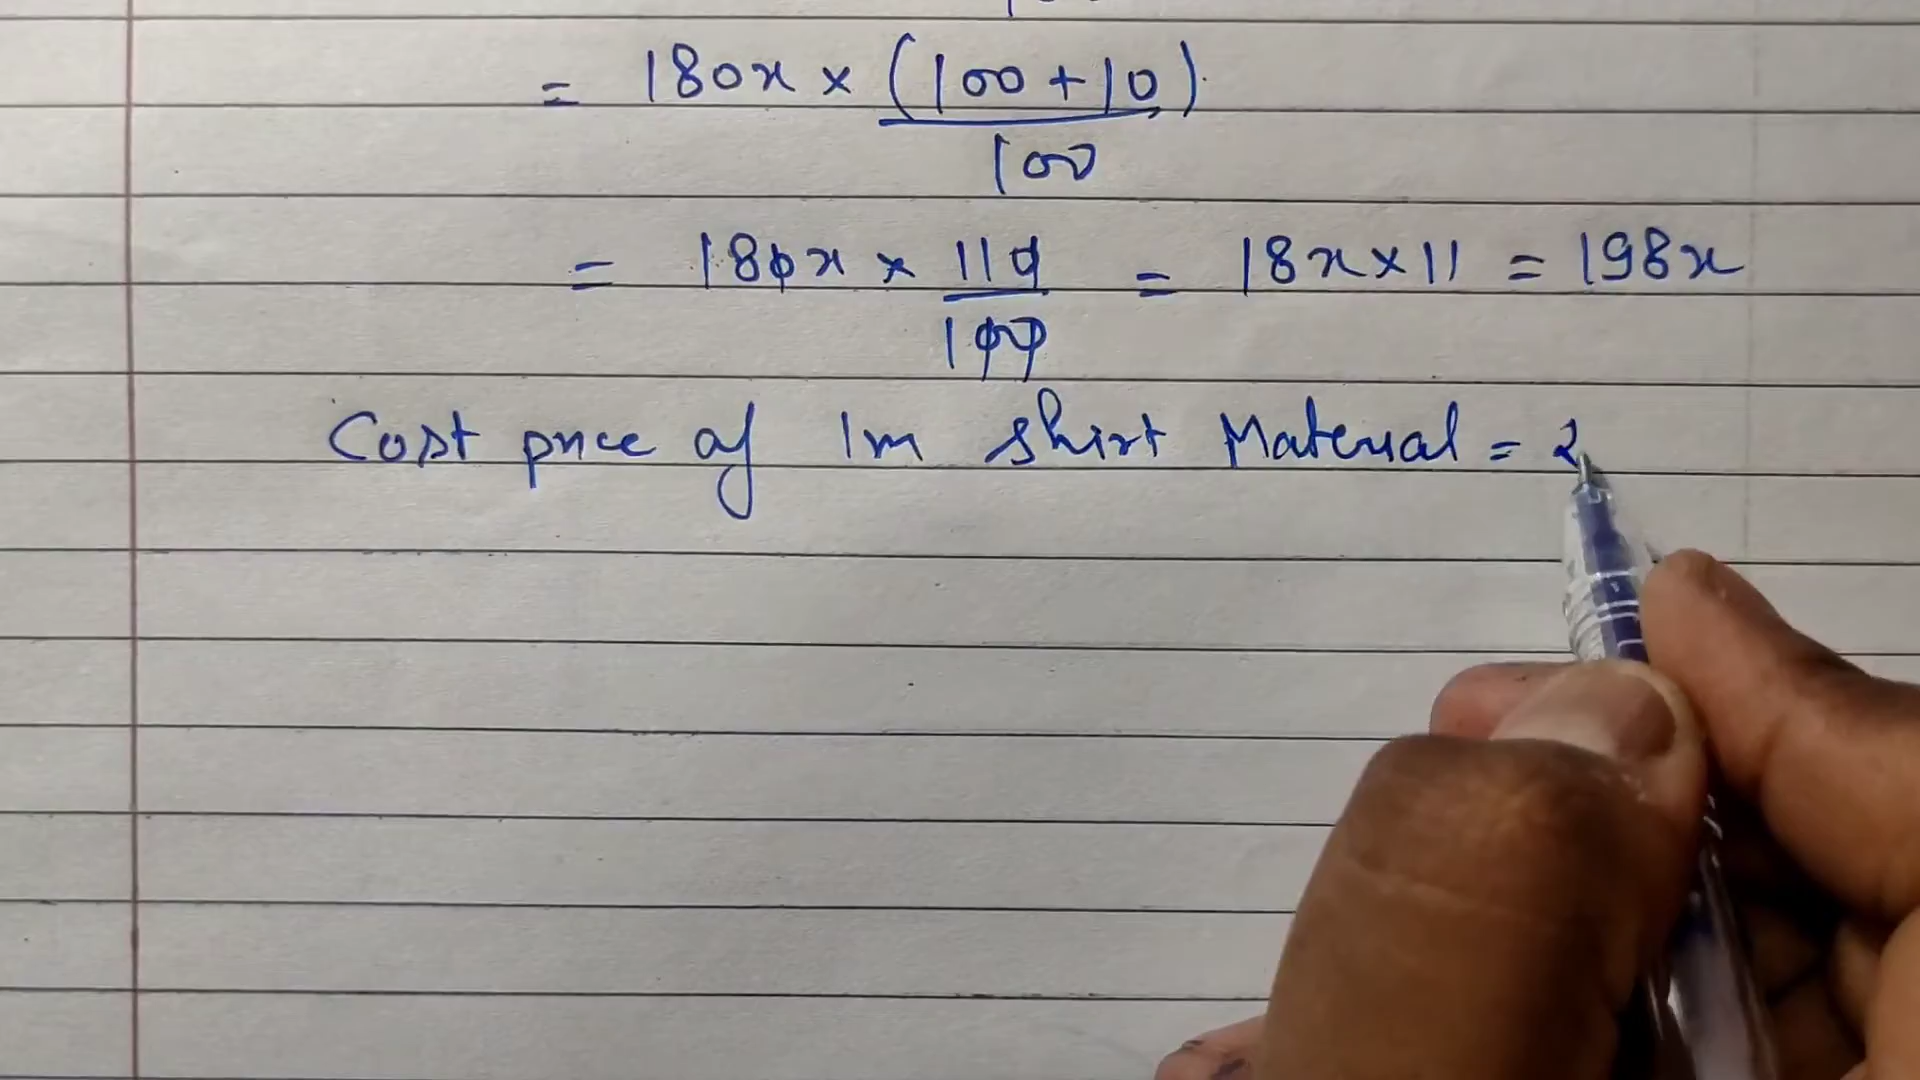 = 180x × (100 + 10)
100
= 180x × 110 = 18x × 11 = 198x
100
Cost price of 1m shirt Material = 2